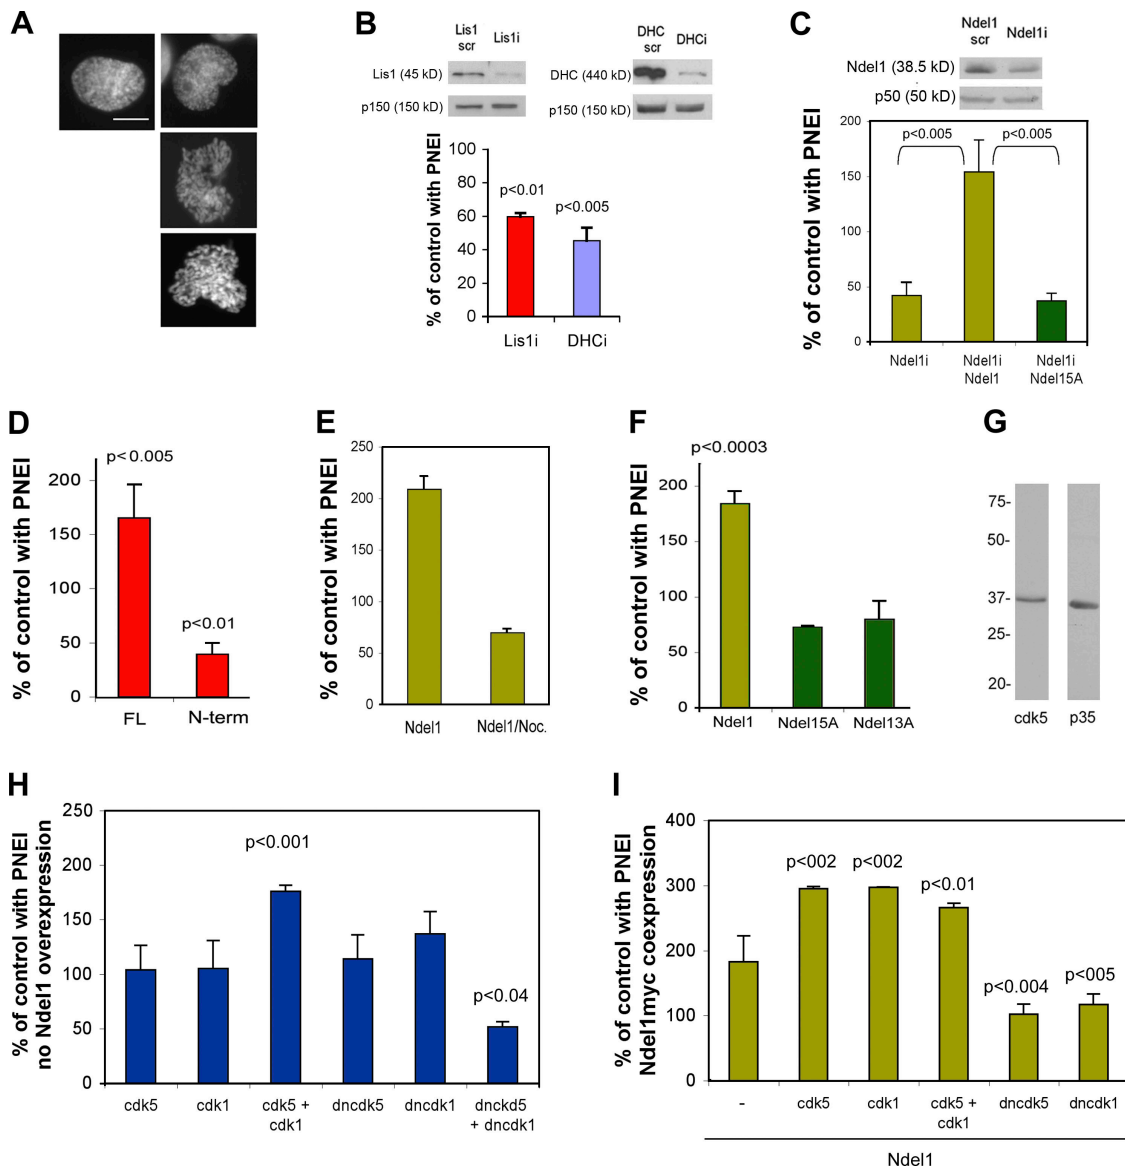 A
B
Lis1 scr
Lis1i
DHC scr
DHCi
Lis1 (45 kD)
DHC (440 kD)
p150 (150 kD)
p150 (150 kD)
% of control with PNEI
100
80
60
40
20
0
p<0.01
p<0.005
Lis1i
DHCi
C
Ndel1 scr
Ndel1i
Ndel1 (38.5 kD)
p50 (50 kD)
% of control with PNEI
200
150
100
50
0
p<0.005
p<0.005
Ndel1i
Ndel1i Ndel1
Ndel1i Ndel15A
D
% of control with PNEI
200
150
100
50
0
p<0.005
p<0.01
FL
N-term
E
% of control with PNEI
250
200
150
100
50
0
Ndel1
Ndel1/Noc.
F
% of control with PNEI
200
150
100
50
0
p<0.0003
Ndel1
Ndel15A
Ndel13A
G
75-
50-
37-
25-
20-
cdk5
p35
H
% of control with PNEI
no Ndel1 overexpression
250
200
150
100
50
0
p<0.001
p<0.04
cdk5
cdk1
cdk5 + cdk1
dncdk5
dncdk1
dnckd5 + dncdk1
I
% of control with PNEI
Ndel1myc coexpression
400
300
200
100
0
p<002
p<002
p<0.01
p<0.004
p<005
-
cdk5
cdk1
cdk5 + cdk1
dncdk5
dncdk1
Ndel1